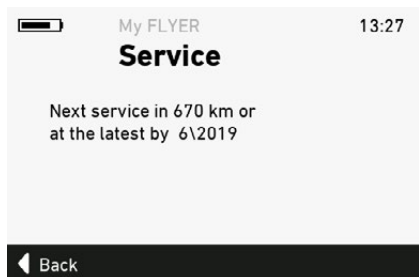 My FLYER 13:27
Service
Next service in 670 km or
at the latest by 6\2019
Back